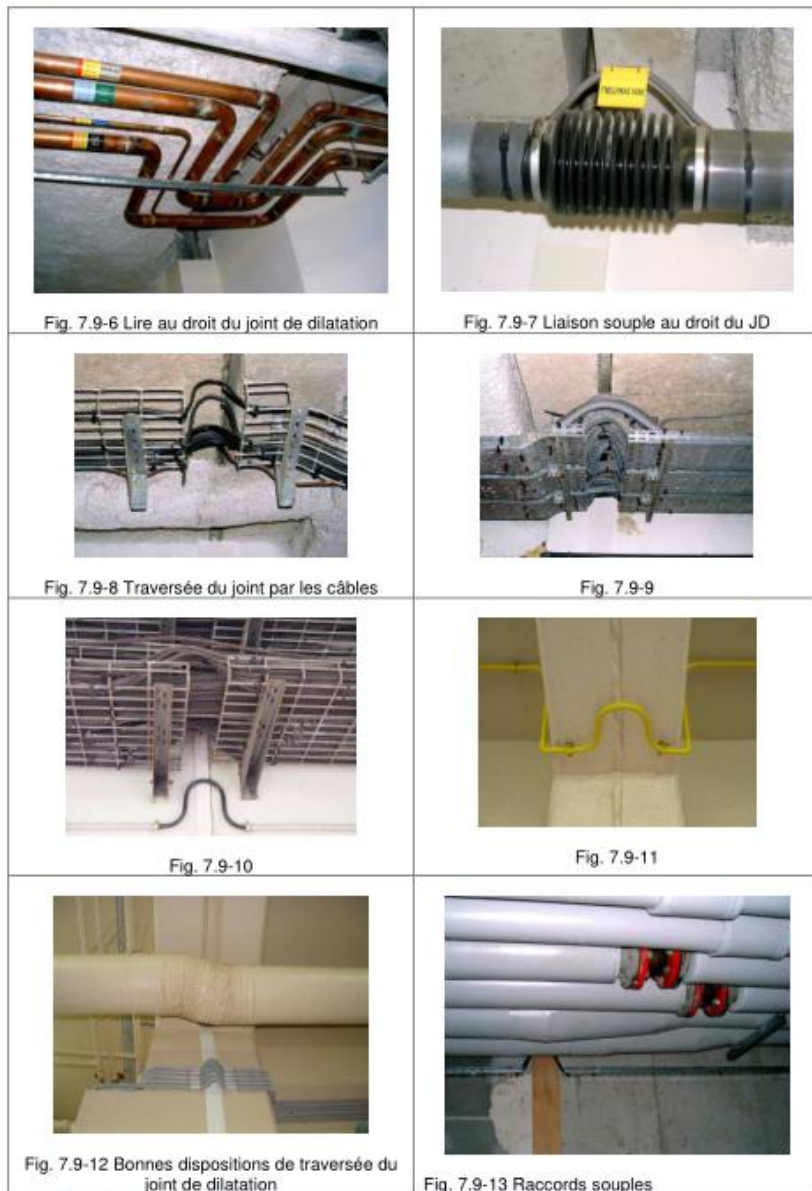 Fig. 7.9-6 Lire au droit du joint de dilatation
Fig. 7.9-7 Liaison souple au droit du JD
Fig. 7.9-8 Traversée du joint par les câbles
Fig. 7.9-9
Fig. 7.9-10
Fig. 7.9-11
Fig. 7.9-12 Bonnes dispositions de traversée du
joint de dilatation
Fig. 7.9-13 Raccords souples